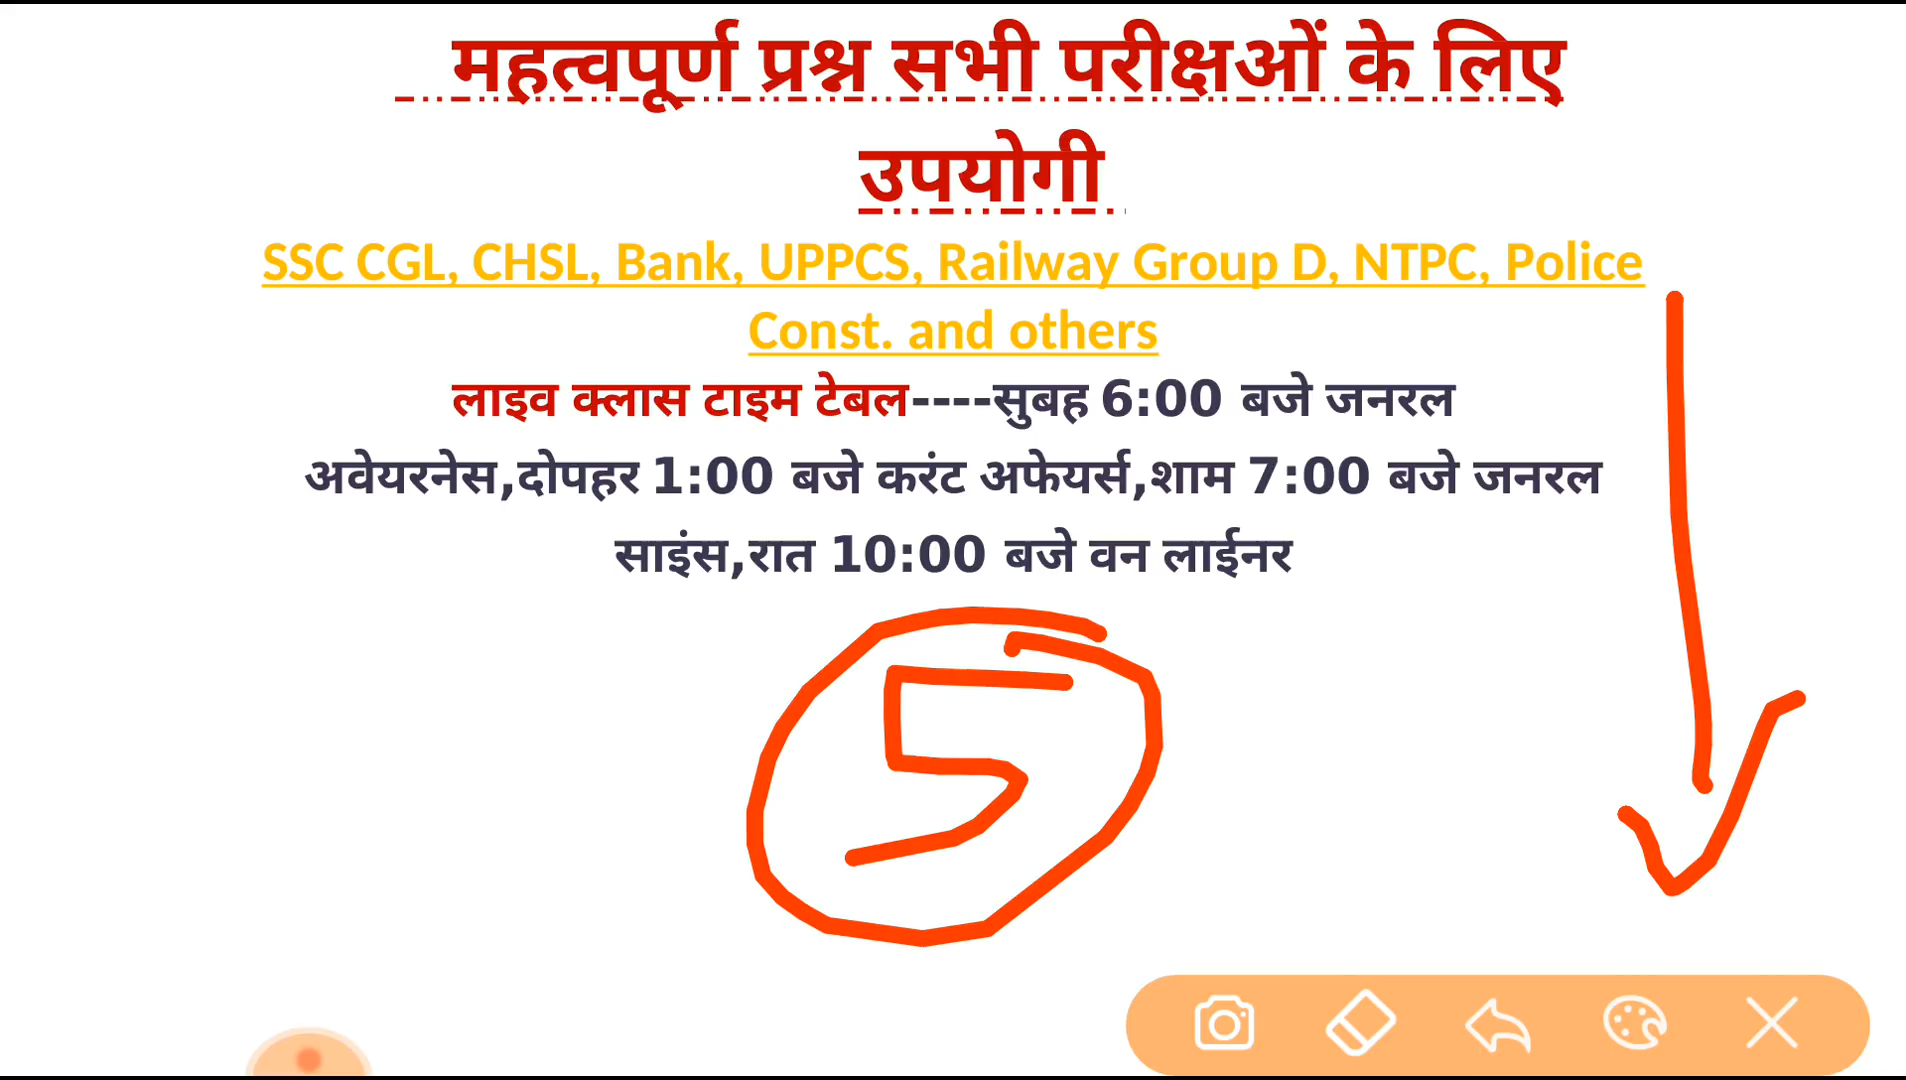 महत्वपूर्ण प्रश्न सभी परीक्षओं के लिए
उपयोगी
SSC CGL, CHSL, Bank, UPPCS, Railway Group D, NTPC, Police
Const. and others
लाइव क्लास टाइम टेबल----सुबह 6:00 बजे जनरल
अवेयरनेस,दोपहर 1:00 बजे करंट अफेयर्स,शाम 7:00 बजे जनरल
साइंस,रात 10:00 बजे वन लाईनर
5